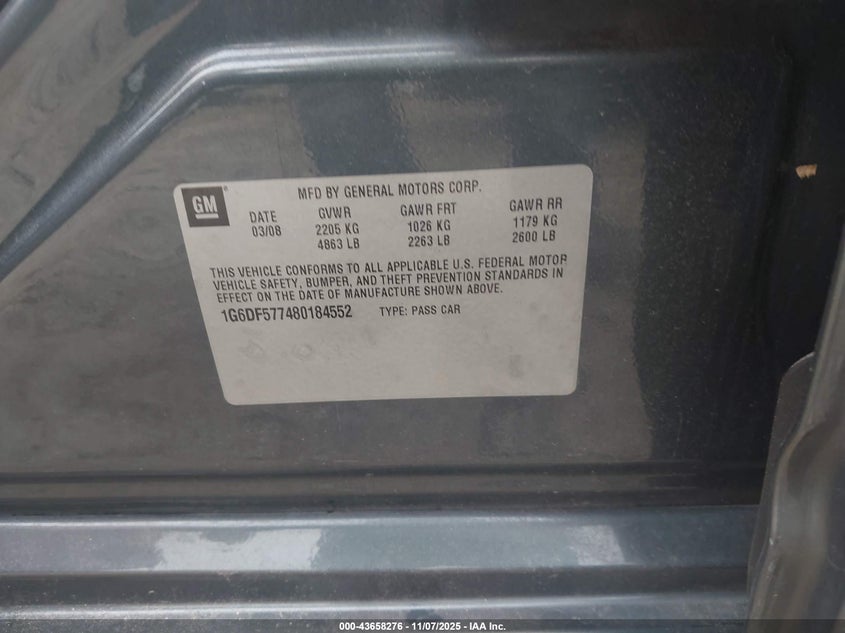 GM
MFD BY GENERAL MOTORS CORP.
DATE GVWR GAWR FRT GAWR RR
03/08 2205 KG 1026 KG 1179 KG
4863 LB 2263 LB 2600 LB
THIS VEHICLE CONFORMS TO ALL APPLICABLE U.S. FEDERAL MOTOR
VEHICLE SAFETY, BUMPER, AND THEFT PREVENTION STANDARDS IN
EFFECT ON THE DATE OF MANUFACTURE SHOWN ABOVE.
1G6DF577480184552 TYPE: PASS CAR
000-43658276 - 11/07/2025 - IAA Inc.